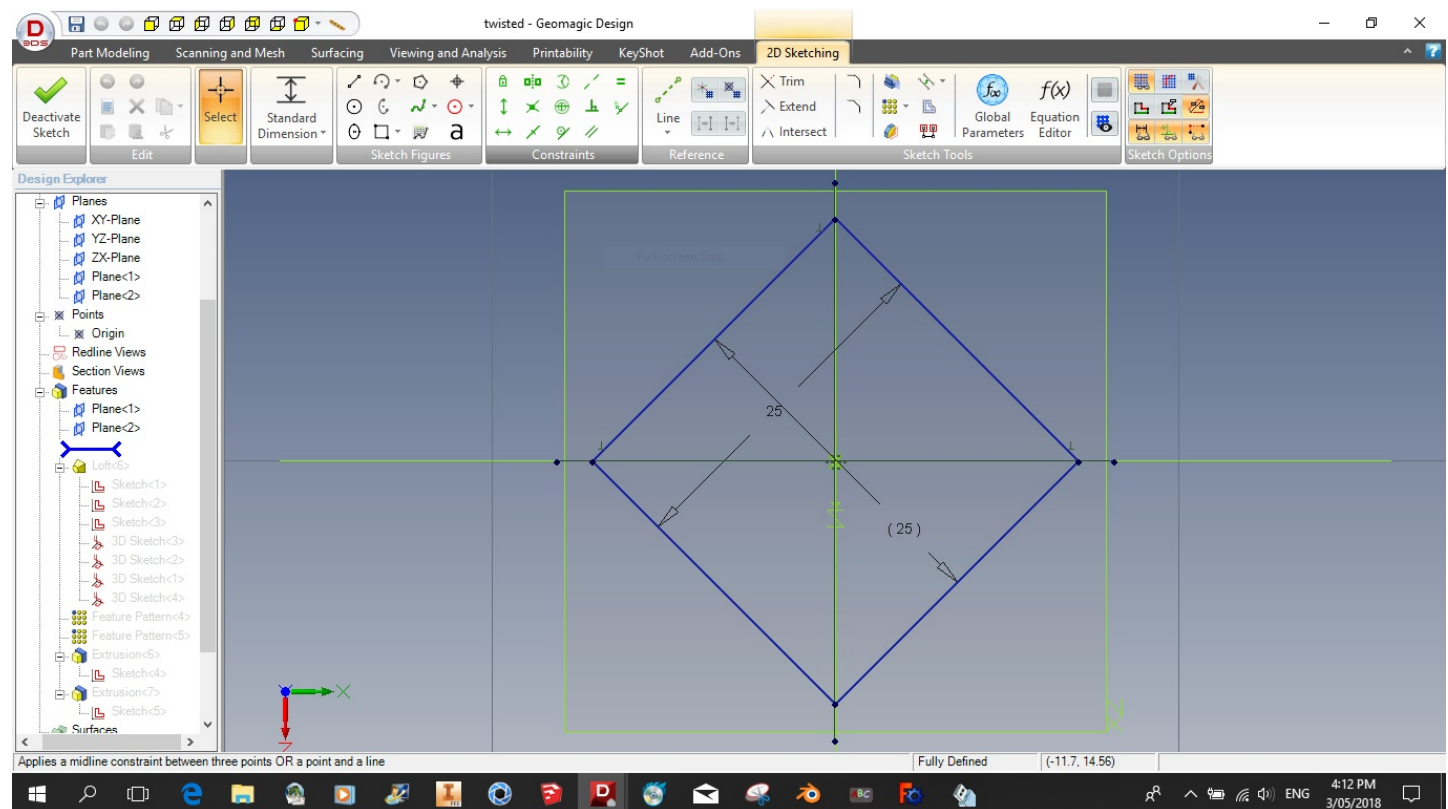 twisted - Geomagic Design
D
3DS
Part Modeling Scanning and Mesh Surfacing Viewing and Analysis Printability KeyShot Add-Ons 2D Sketching
Deactivate Sketch
Edit
Select
Standard Dimension
a
Sketch Figures
Constraints
Line
Reference
Trim
Extend
Intersect
Global Parameters
f(x)
Equation Editor
Sketch Tools
Sketch Options
Design Explorer
Planes
XY-Plane
YZ-Plane
ZX-Plane
Plane<1>
Plane<2>
Points
Origin
Redline Views
Section Views
Features
Plane<1>
Plane<2>
Loft<6>
Sketch<1>
Sketch<2>
Sketch<3>
3D Sketch<3>
3D Sketch<2>
3D Sketch<1>
3D Sketch<4>
Feature Pattern<4>
Feature Pattern<5>
Extrusion<6>
Sketch<4>
Extrusion<7>
Sketch<5>
Surfaces
Full-screen Snip
25
( 25 )
X
Z
Applies a midline constraint between three points OR a point and a line
Fully Defined
(-11.7, 14.56)
ENG
4:12 PM
3/05/2018